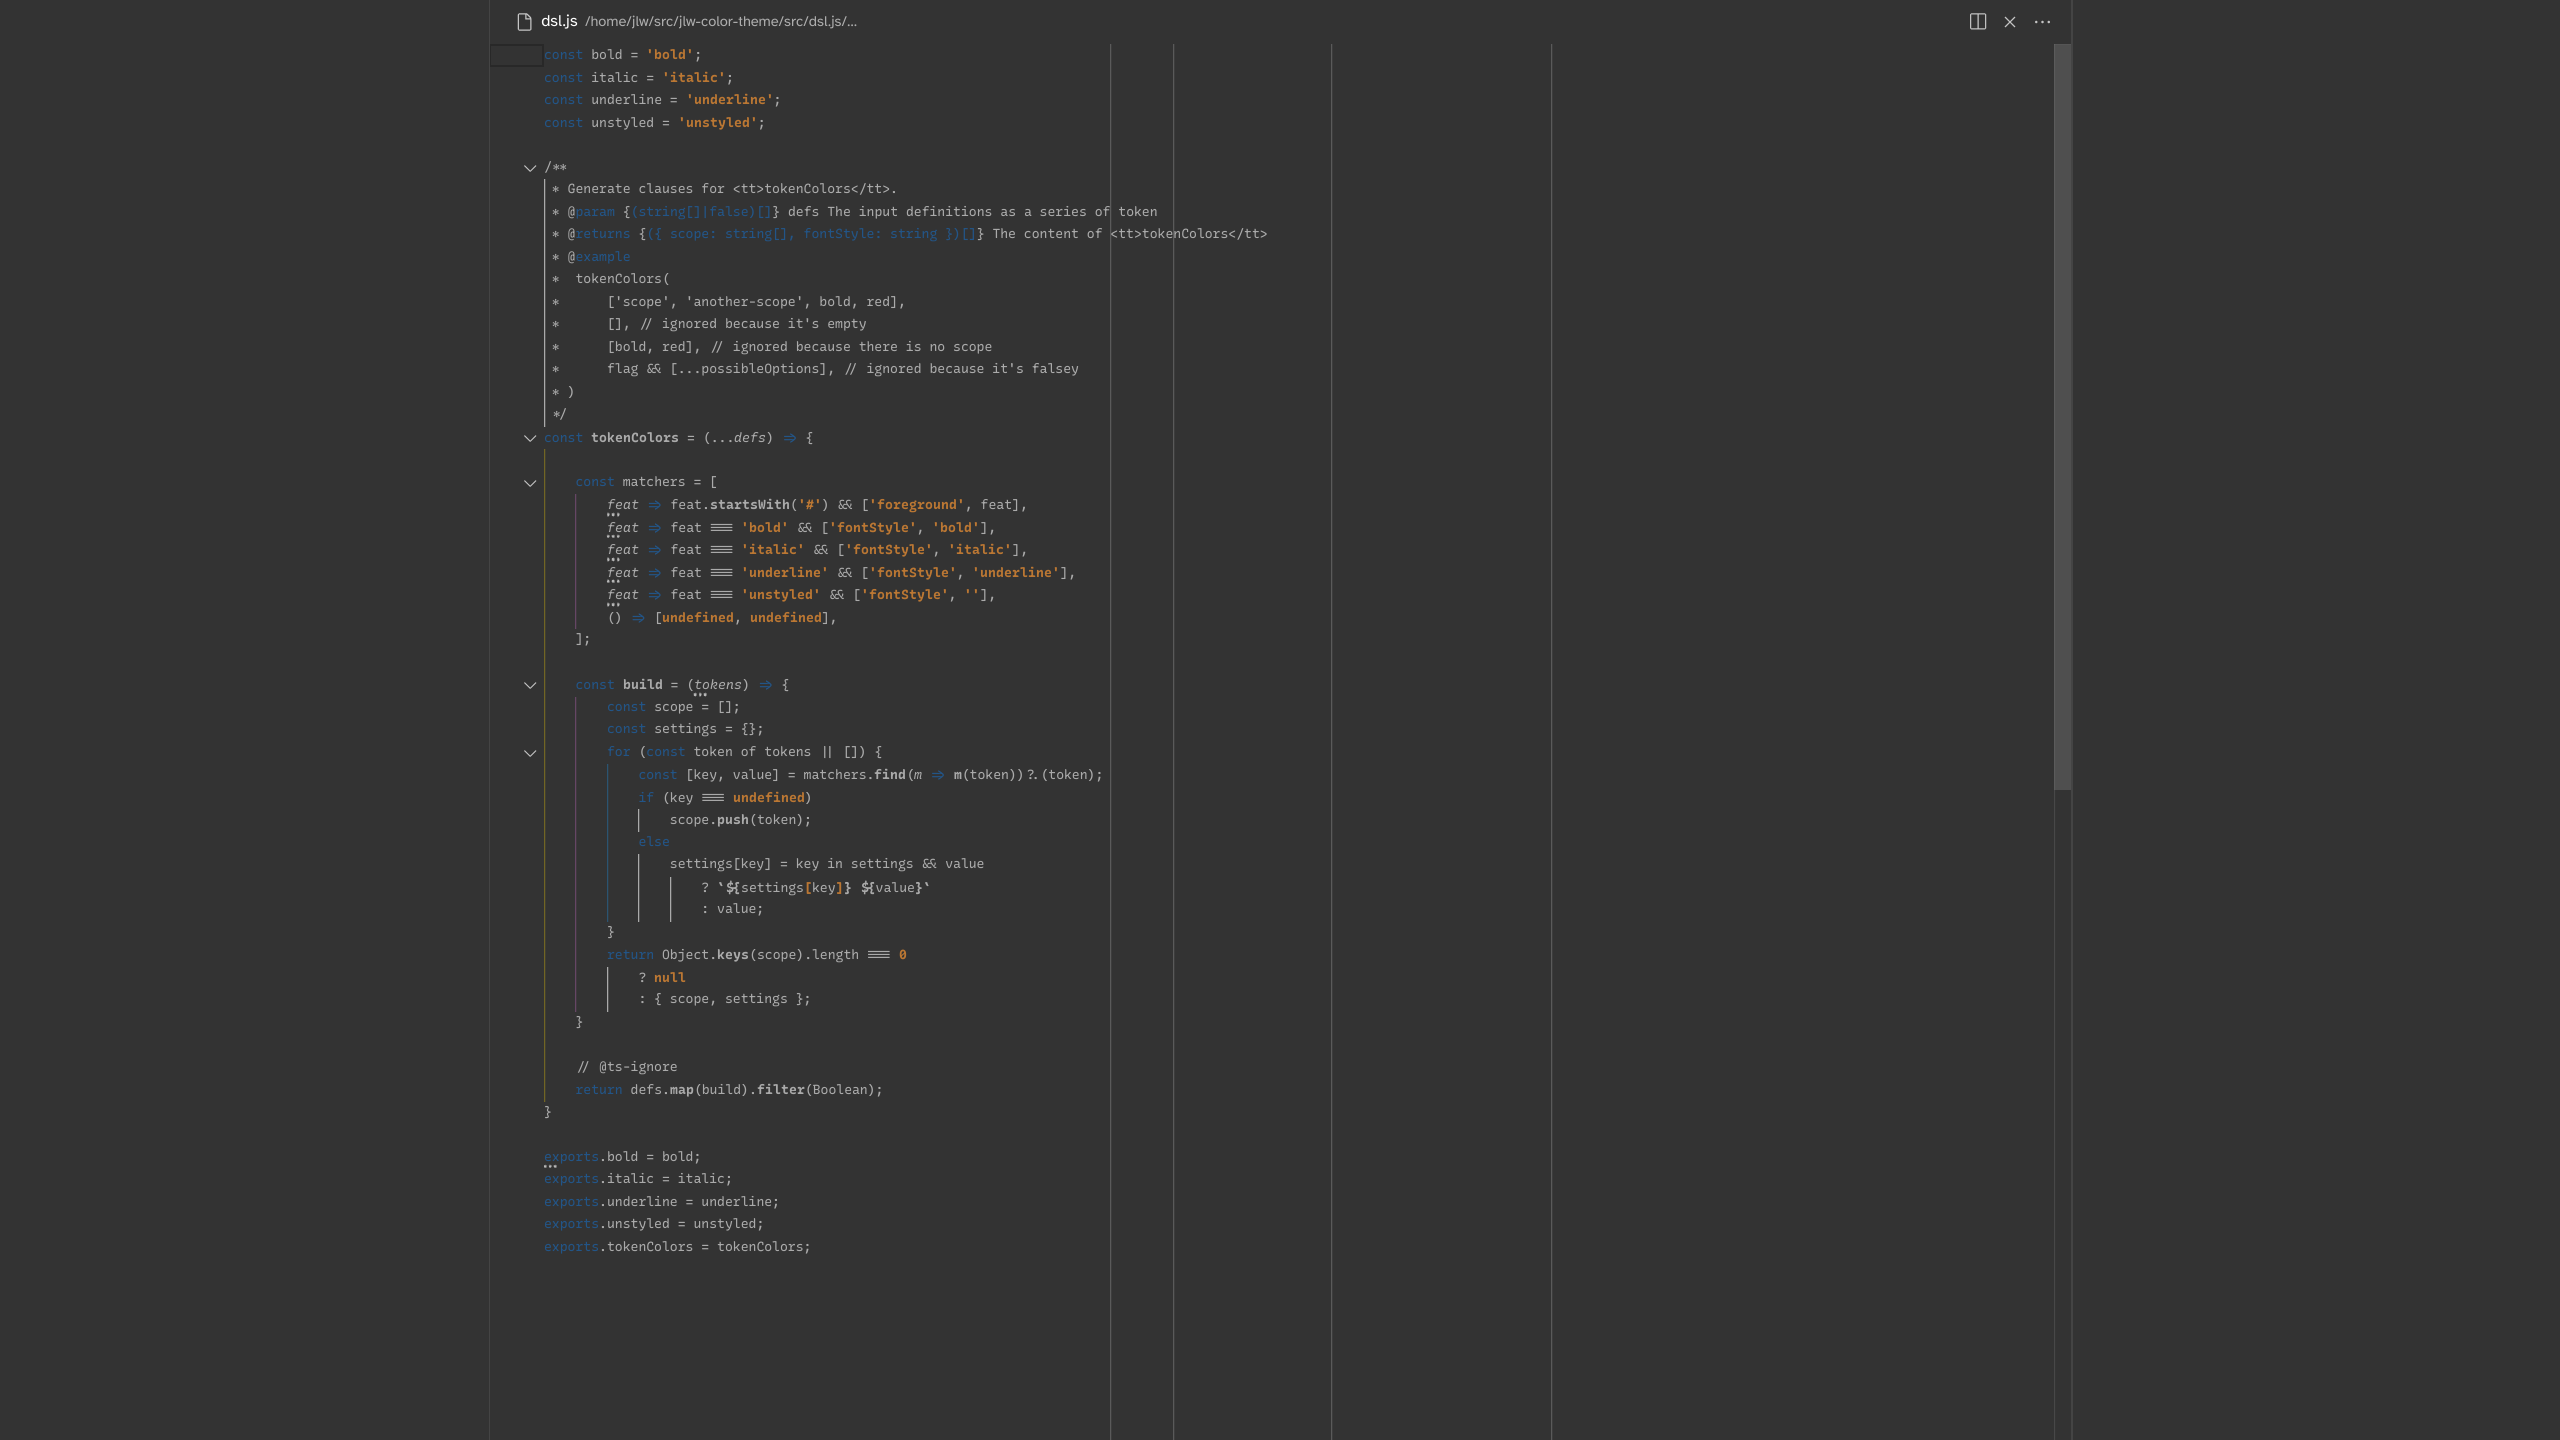 dsl.js /home/jlw/src/jlw-color-theme/src/dsl.js/...
const bold = 'bold';
const italic = 'italic';
const underline = 'underline';
const unstyled = 'unstyled';
/**
* Generate clauses for <tt>tokenColors</tt>.
* @param {(string[]|false)[]} defs The input definitions as a series of token
* @returns {({ scope: string[], fontStyle: string })[]} The content of <tt>tokenColors</tt>
* @example
*  tokenColors(
*      ['scope', 'another-scope', bold, red],
*      [], // ignored because it's empty
*      [bold, red], // ignored because there is no scope
*      flag && [...possibleOptions], // ignored because it's falsey
* )
*/
const tokenColors = (...defs) => {
const matchers = [
feat => feat.startsWith('#') && ['foreground', feat],
feat => feat === 'bold' && ['fontStyle', 'bold'],
feat => feat === 'italic' && ['fontStyle', 'italic'],
feat => feat === 'underline' && ['fontStyle', 'underline'],
feat => feat === 'unstyled' && ['fontStyle', ''],
() => [undefined, undefined],
];
const build = (tokens) => {
const scope = [];
const settings = {};
for (const token of tokens || []) {
const [key, value] = matchers.find(m => m(token))?.(token);
if (key === undefined)
scope.push(token);
else
settings[key] = key in settings && value
? `${settings[key]} ${value}`
: value;
}
return Object.keys(scope).length === 0
? null
: { scope, settings };
}
// @ts-ignore
return defs.map(build).filter(Boolean);
}
exports.bold = bold;
exports.italic = italic;
exports.underline = underline;
exports.unstyled = unstyled;
exports.tokenColors = tokenColors;